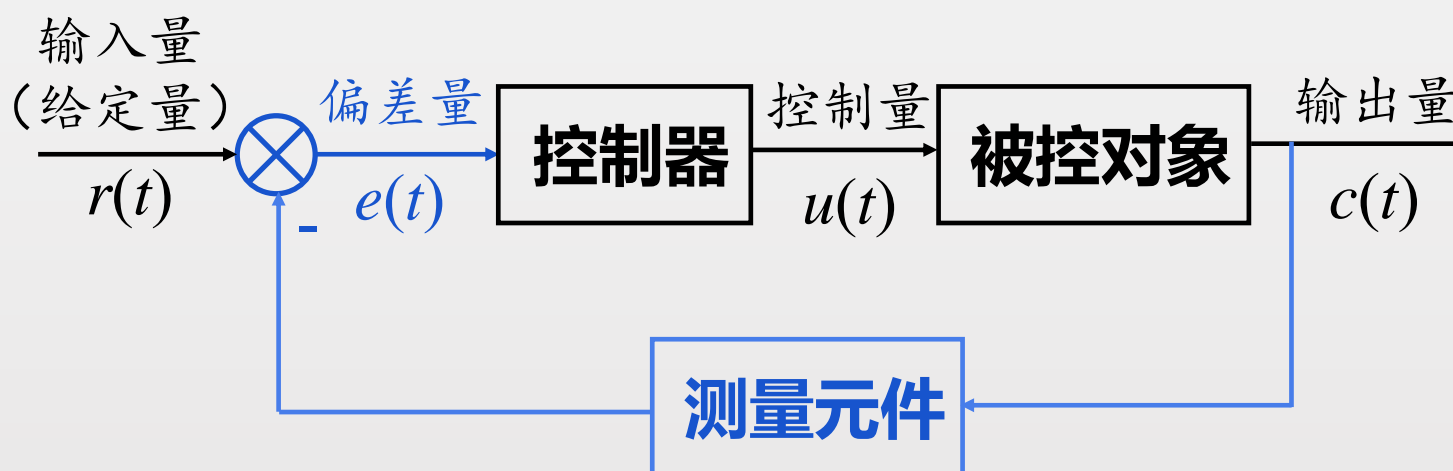 输入量
（给定量）
r(t)
偏差量
e(t)
-
控制器
控制量
u(t)
被控对象
输出量
c(t)
测量元件